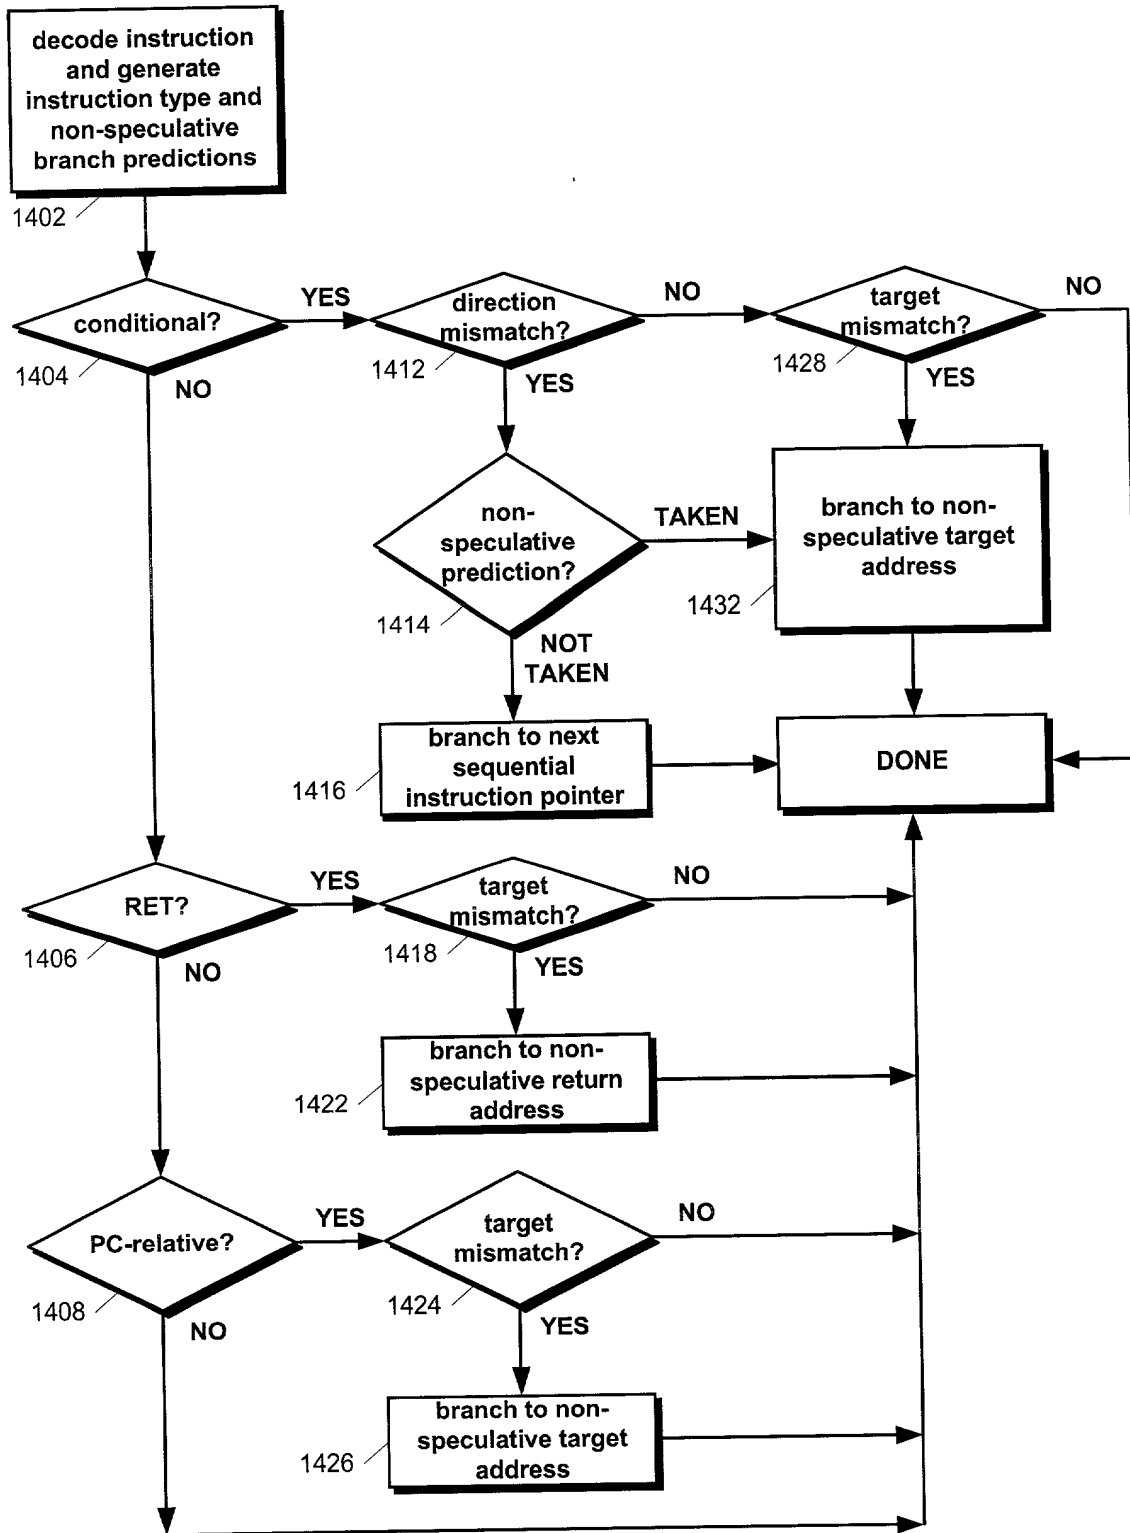 decode instruction
and generate
instruction type and
non-speculative
branch predictions
1402
conditional?
1404
YES
NO
direction
mismatch?
1412
NO
YES
target
mismatch?
1428
NO
YES
non-
speculative
prediction?
1414
TAKEN
NOT
TAKEN
branch to non-
speculative target
address
1432
branch to next
sequential
instruction pointer
1416
DONE
RET?
1406
YES
NO
target
mismatch?
1418
NO
YES
branch to non-
speculative return
address
1422
PC-relative?
1408
YES
NO
target
mismatch?
1424
NO
YES
branch to non-
speculative target
address
1426